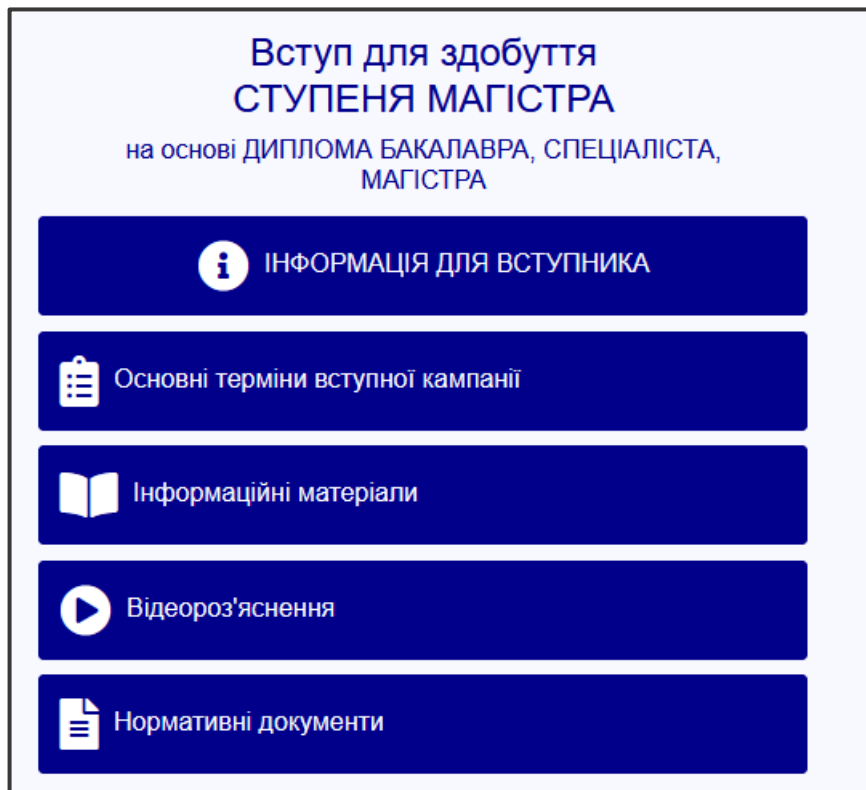 Вступ для здобуття
СТУПЕНЯ МАГІСТРА
на основі ДИПЛОМА БАКАЛАВРА, СПЕЦІАЛІСТА,
МАГІСТРА
ІНФОРМАЦІЯ ДЛЯ ВСТУПНИКА
Основні терміни вступної кампанії
Інформаційні матеріали
Відеороз'яснення
Нормативні документи